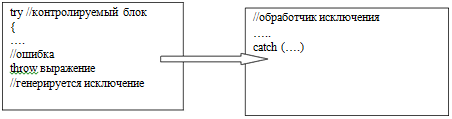 try //контролируемый блок
{
....
//ошибка
throw выражение
//генерируется исключение
//обработчик исключения
.....
catch (....)